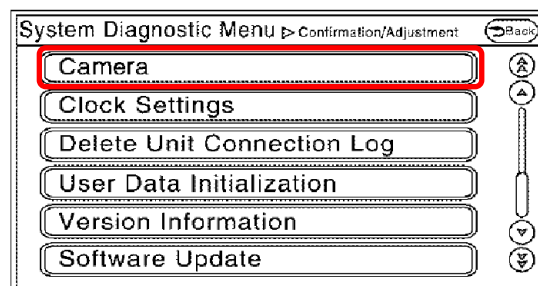 System Diagnostic Menu ▷ Confirmation/Adjustment Back
Camera
Clock Settings
Delete Unit Connection Log
User Data Initialization
Version Information
Software Update